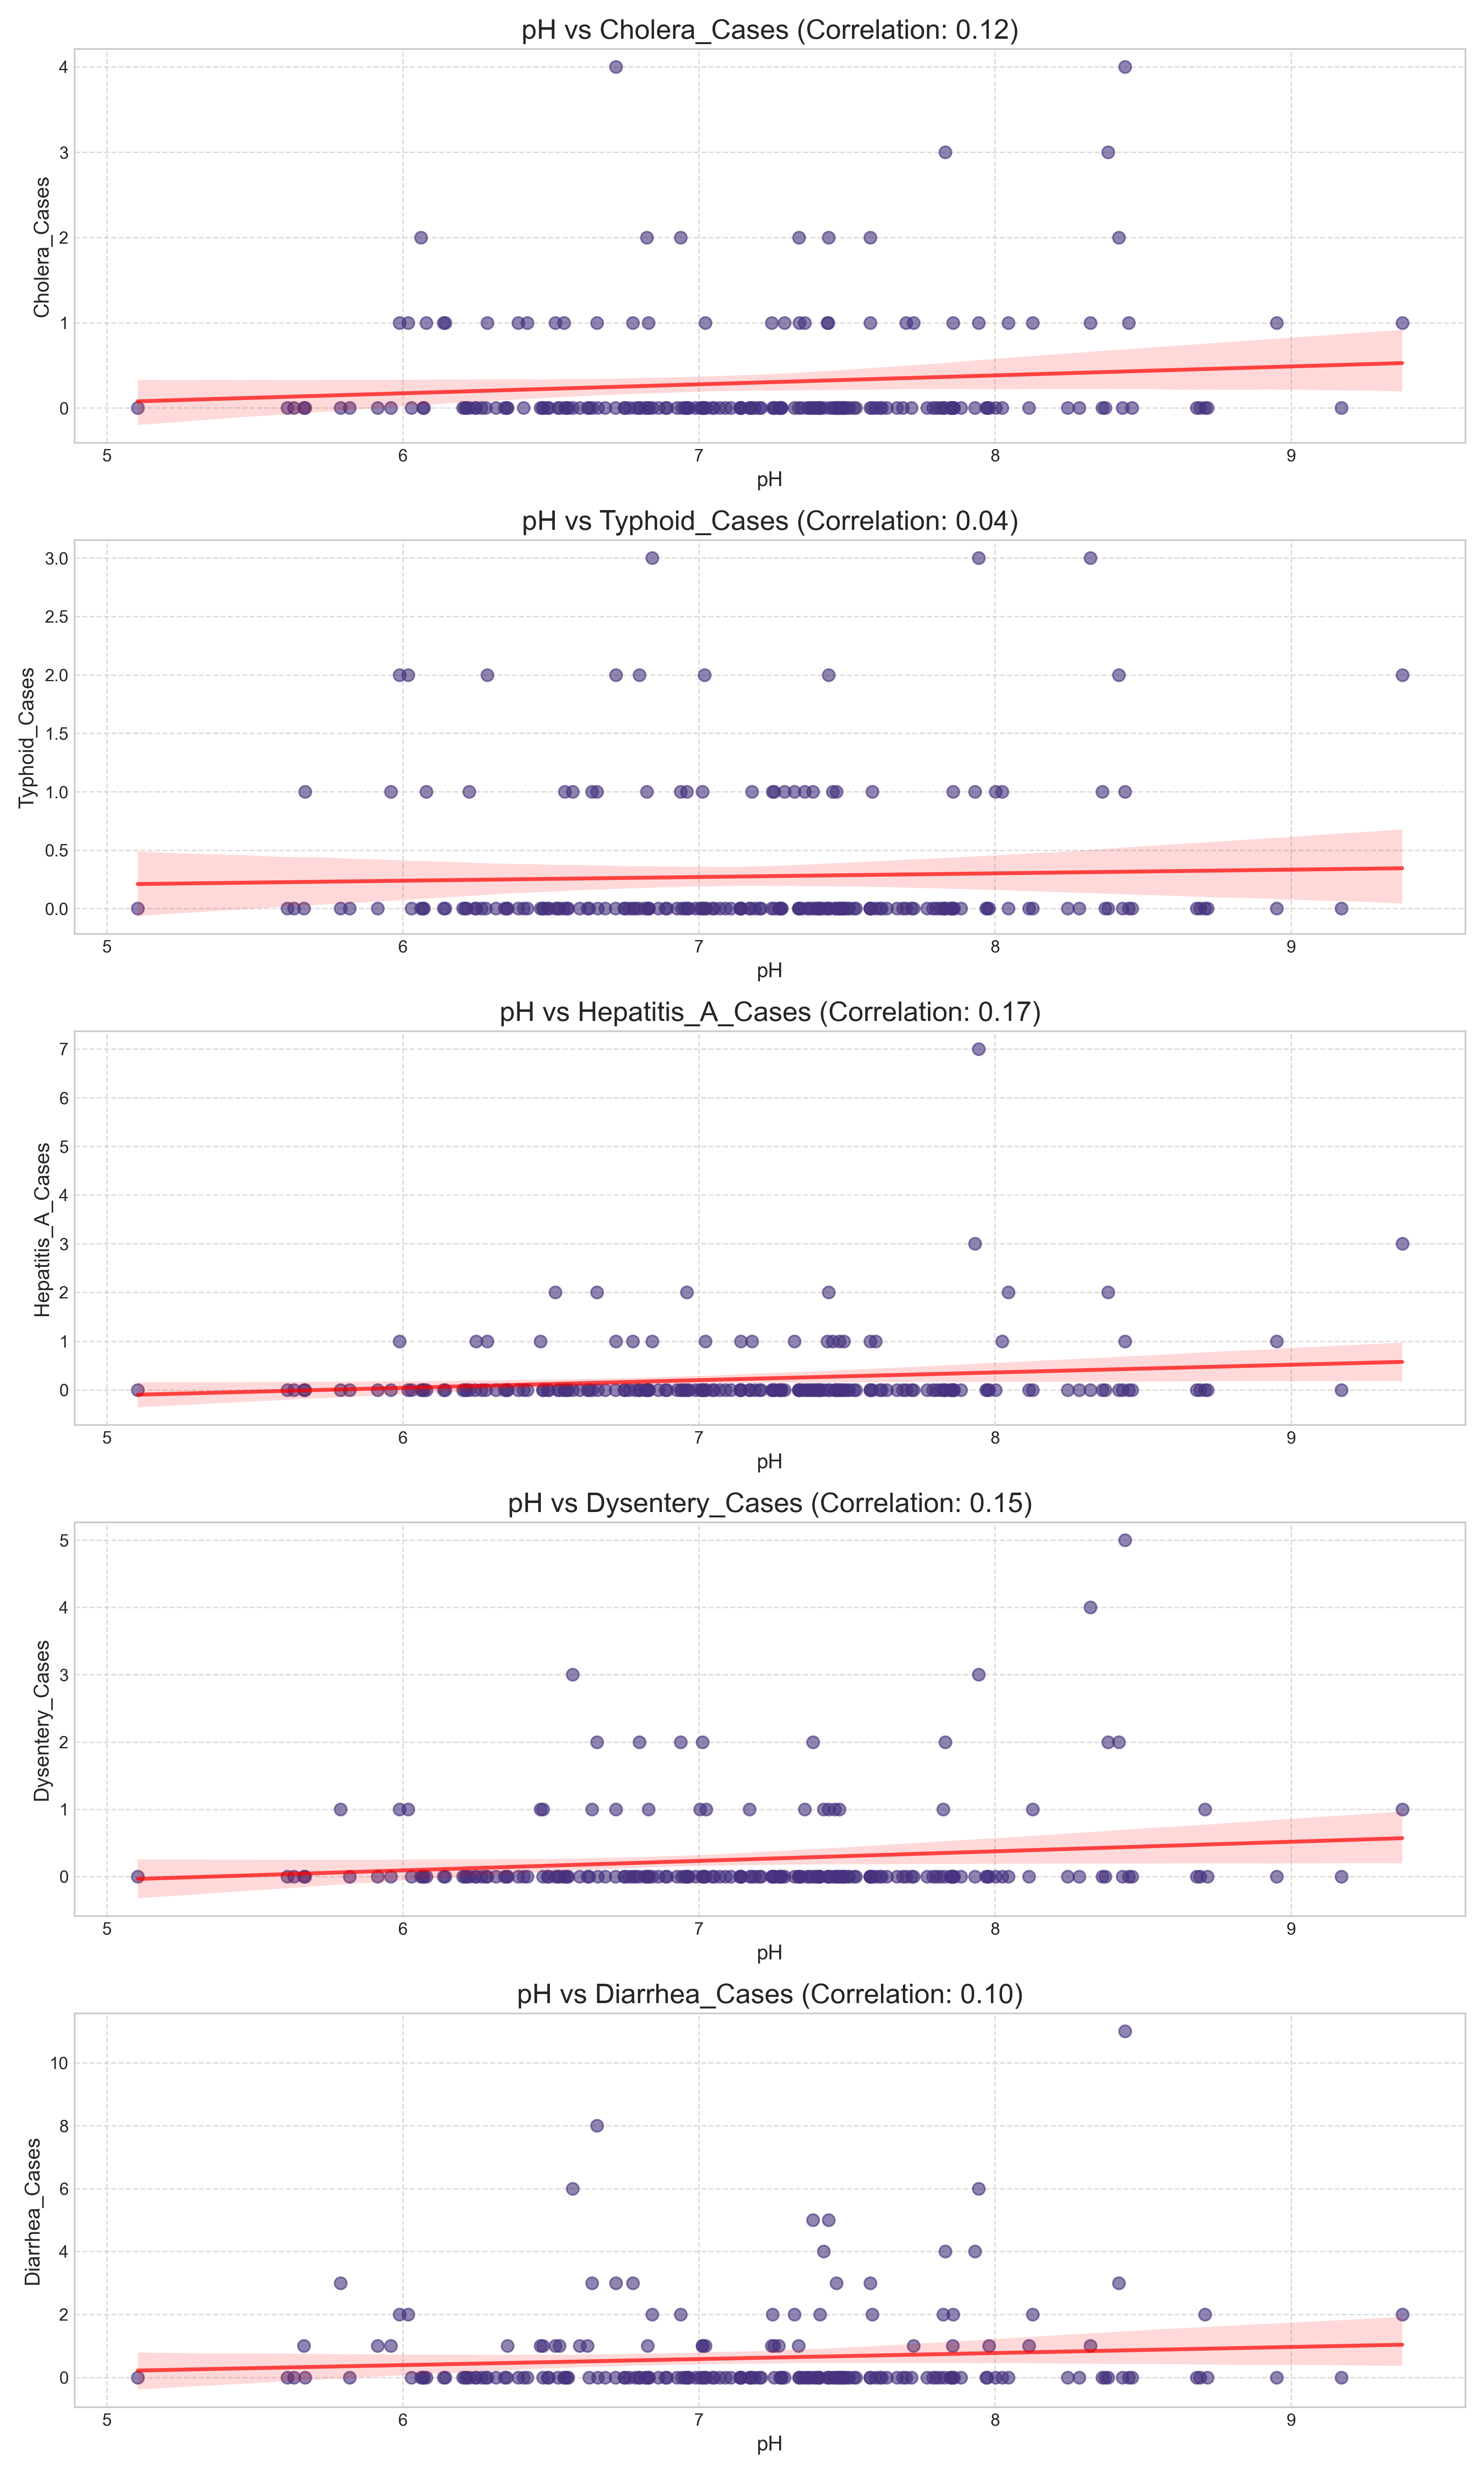 pH vs Cholera_Cases (Correlation: 0.12)
4
3
2
1
0
Cholera_Cases
5 6 7 8 9
pH
pH vs Typhoid_Cases (Correlation: 0.04)
3.0
2.5
2.0
1.5
1.0
0.5
0.0
Typhoid_Cases
5 6 7 8 9
pH
pH vs Hepatitis_A_Cases (Correlation: 0.17)
7
6
5
4
3
2
1
0
Hepatitis_A_Cases
5 6 7 8 9
pH
pH vs Dysentery_Cases (Correlation: 0.15)
5
4
3
2
1
0
Dysentery_Cases
5 6 7 8 9
pH
pH vs Diarrhea_Cases (Correlation: 0.10)
10
8
6
4
2
0
Diarrhea_Cases
5 6 7 8 9
pH